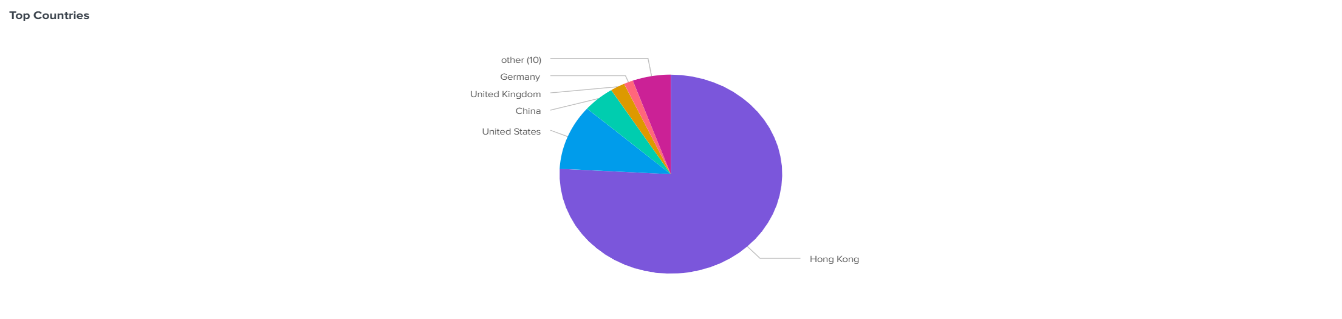 Top Countries
other (10)
Germany
United Kingdom
China
United States
Hong Kong